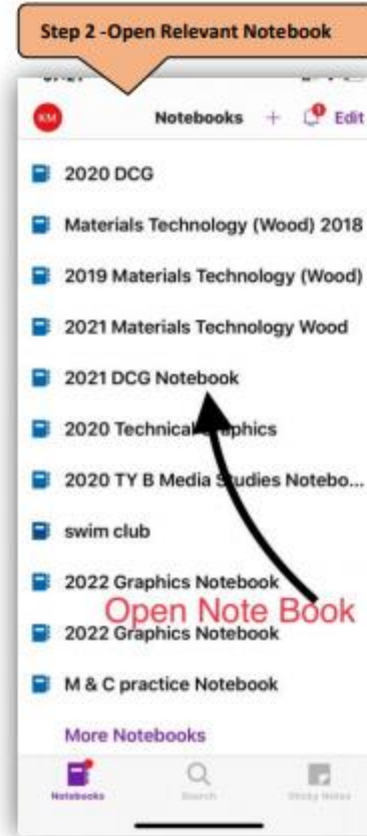 Step 2 -Open Relevant Notebook
KM
Notebooks + 1 Edit
2020 DCG
Materials Technology (Wood) 2018
2019 Materials Technology (Wood)
2021 Materials Technology Wood
2021 DCG Notebook
2020 Technical Graphics
2020 TY B Media Studies Notebo...
swim club
2022 Graphics Notebook
Open Note Book
2022 Graphics Notebook
M & C practice Notebook
More Notebooks
Notebooks Search Sticky Notes